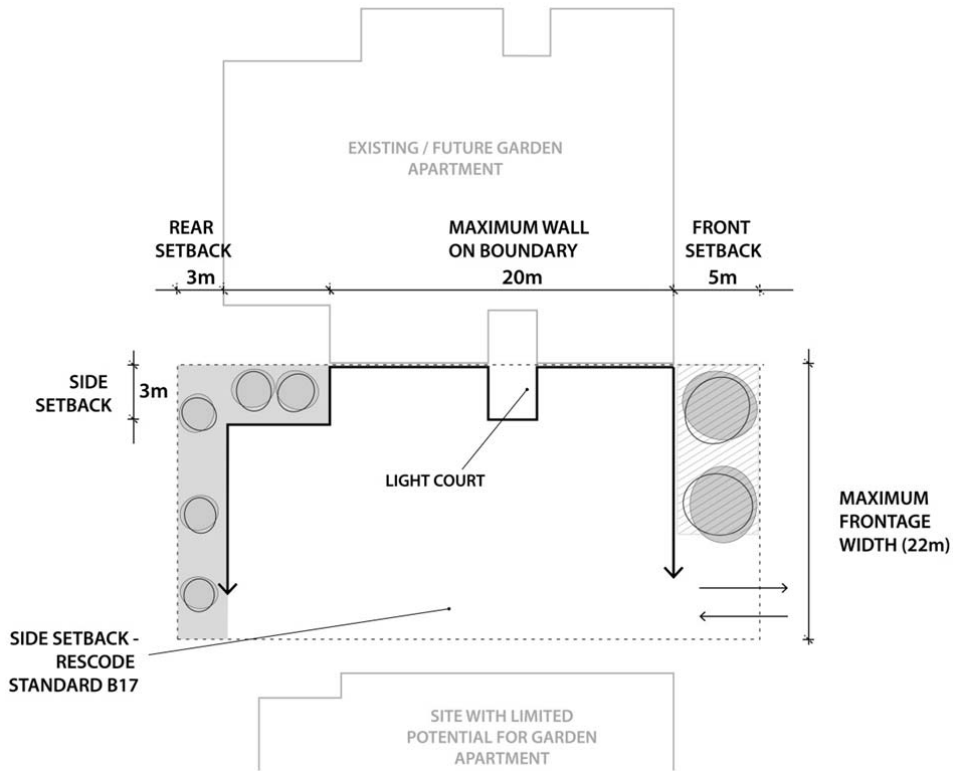 EXISTING / FUTURE GARDEN
APARTMENT
REAR
SETBACK
3m
MAXIMUM WALL
ON BOUNDARY
20m
FRONT
SETBACK
5m
SIDE
SETBACK
3m
LIGHT COURT
MAXIMUM
FRONTAGE
WIDTH (22m)
SIDE SETBACK -
RESCODE
STANDARD B17
SITE WITH LIMITED
POTENTIAL FOR GARDEN
APARTMENT